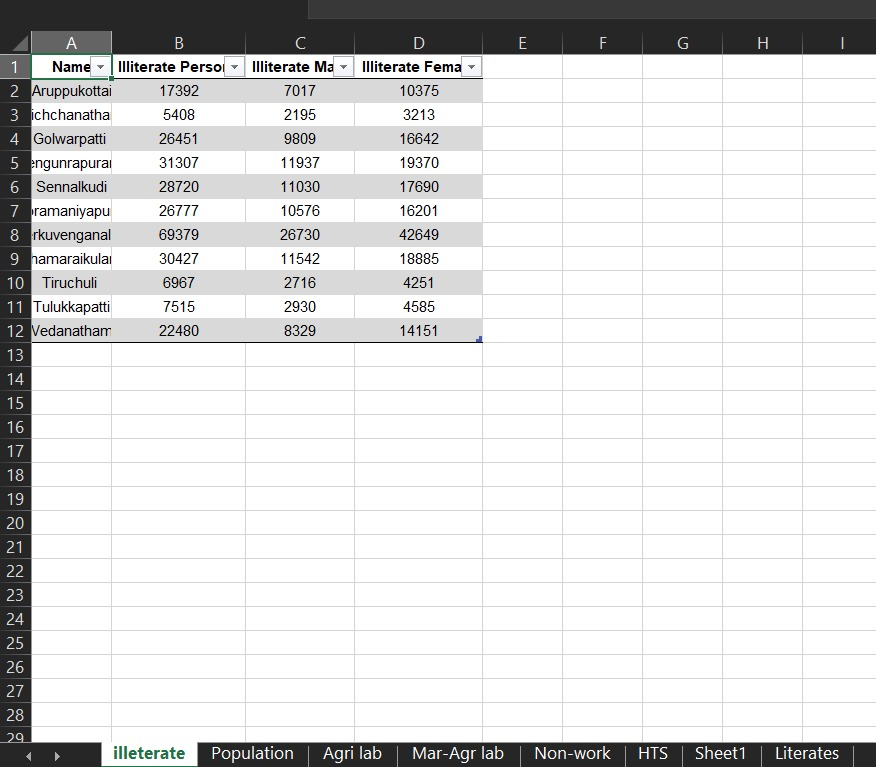 A B C D E F G H I
1 Name Illiterate Person Illiterate Ma Illiterate Fema
2 Aruppukottai 17392 7017 10375
3 ichchanatha 5408 2195 3213
4 Golwarpatti 26451 9809 16642
5 engunrapuran 31307 11937 19370
6 Sennalkudi 28720 11030 17690
7 oramaniyapu 26777 10576 16201
8 erkuvenganal 69379 26730 42649
9 hamaraikula 30427 11542 18885
10 Tiruchuli 6967 2716 4251
11 Tulukkapatti 7515 2930 4585
12 Vedanatham 22480 8329 14151
13
14
15
16
17
18
19
20
21
22
23
24
25
26
27
28
29
illeterate Population Agri lab Mar-Agr lab Non-work HTS Sheet1 Literates